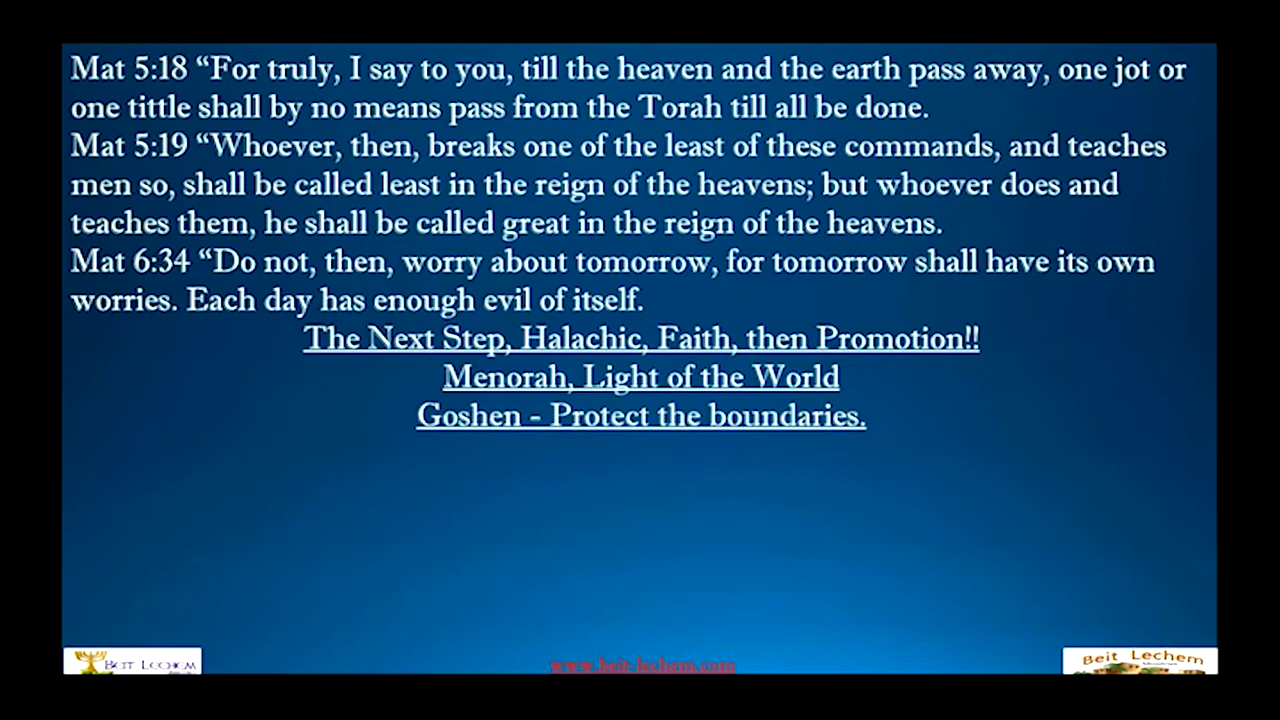 Mat 5:18 “For truly, I say to you, till the heaven and the earth pass away, one jot or
one tittle shall by no means pass from the Torah till all be done.
Mat 5:19 “Whoever, then, breaks one of the least of these commands, and teaches
men so, shall be called least in the reign of the heavens; but whoever does and
teaches them, he shall be called great in the reign of the heavens.
Mat 6:34 “Do not, then, worry about tomorrow, for tomorrow shall have its own
worries. Each day has enough evil of itself.
The Next Step, Halachic, Faith, then Promotion!!
Menorah, Light of the World
Goshen - Protect the boundaries.
BEIT LECHEM
www.beit-lechem.com
Beit Lechem